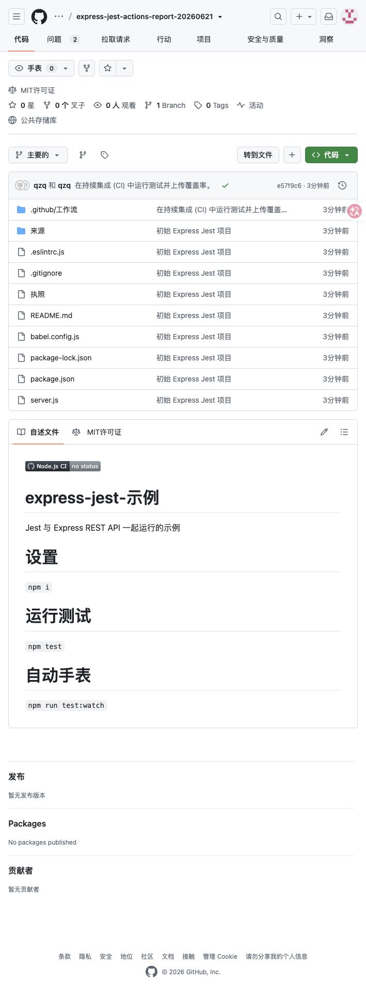 ··· / express-jest-actions-report-20260621
代码 问题 2 拉取请求 行动 项目 安全与质量 洞察
手表 0
MIT许可证
0 星 0 个 叉子 0 人 观看 1 Branch 0 Tags 活动
公共存储库
主要的 转到文件 代码
qzq 和 qzq 在持续集成 (CI) 中运行测试并上传覆盖率。 e57f9c6 · 3分钟前
.github/工作流 在持续集成 (CI) 中运行测试并上传覆盖... 3分钟前
来源 初始 Express Jest 项目 3分钟前
.eslintrc.js 初始 Express Jest 项目 3分钟前
.gitignore 初始 Express Jest 项目 3分钟前
执照 初始 Express Jest 项目 3分钟前
README.md 初始 Express Jest 项目 3分钟前
babel.config.js 初始 Express Jest 项目 3分钟前
package-lock.json 初始 Express Jest 项目 3分钟前
package.json 初始 Express Jest 项目 3分钟前
server.js 初始 Express Jest 项目 3分钟前
自述文件 MIT许可证
Node.js CI no status
express-jest-示例
Jest 与 Express REST API 一起运行的示例
设置
npm i
运行测试
npm test
自动手表
npm run test:watch
发布
暂无发布版本
Packages
No packages published
贡献者
暂无贡献者
条款 隐私 安全 地位 社区 文档 接触 管理 Cookie 请勿分享我的个人信息
© 2026 GitHub, Inc.